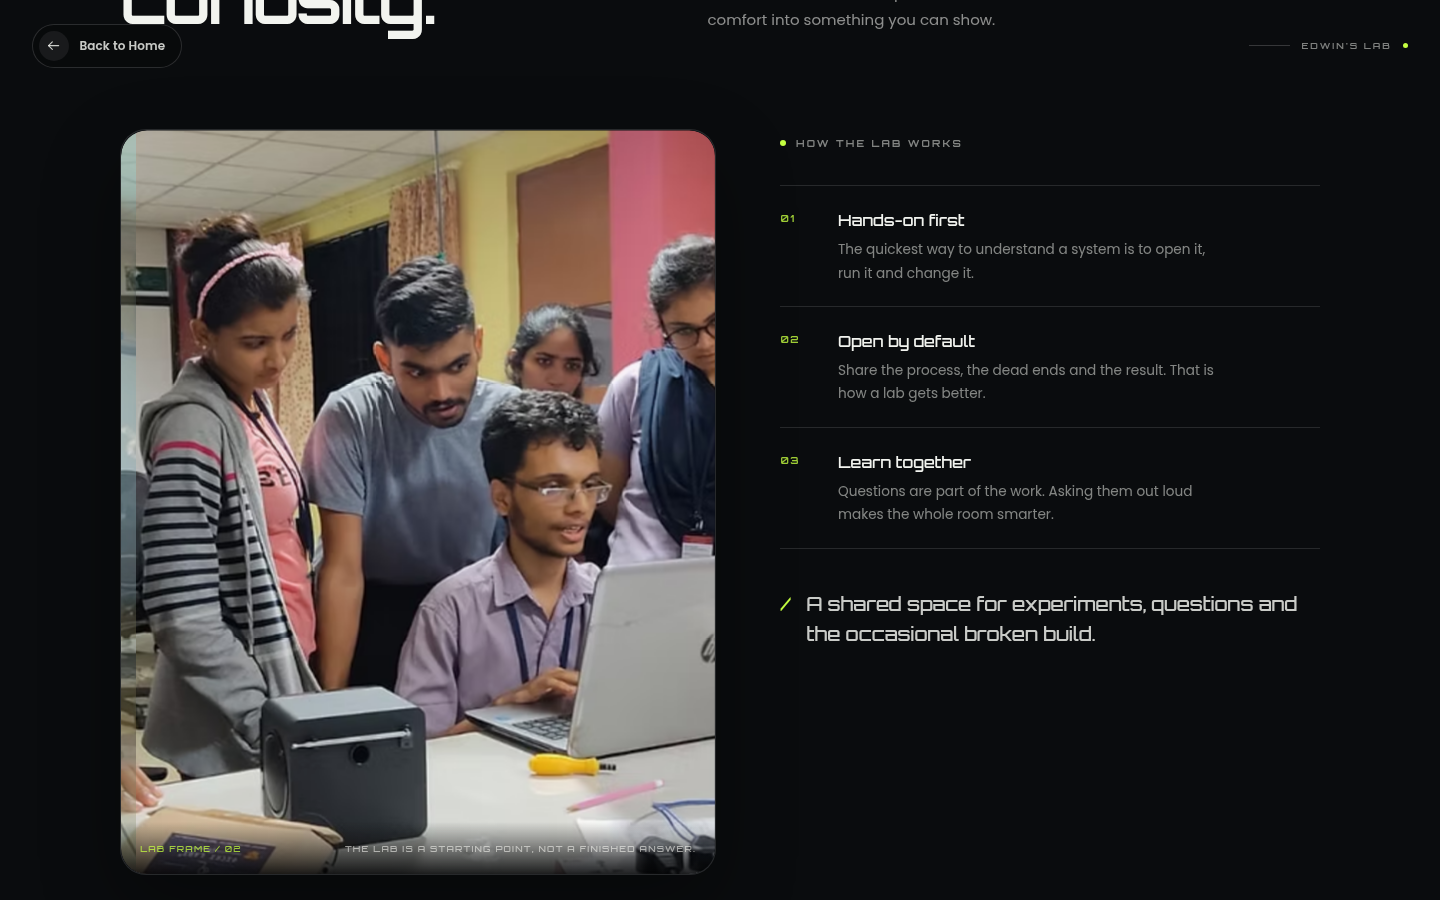 curiosity.
comfort into something you can show.
← Back to Home
EDWIN'S LAB
HOW THE LAB WORKS
01
Hands-on first
The quickest way to understand a system is to open it,
run it and change it.
02
Open by default
Share the process, the dead ends and the result. That is
how a lab gets better.
03
Learn together
Questions are part of the work. Asking them out loud
makes the whole room smarter.
/ A shared space for experiments, questions and
the occasional broken build.
LAB FRAME / 02
THE LAB IS A STARTING POINT, NOT A FINISHED ANSWER.